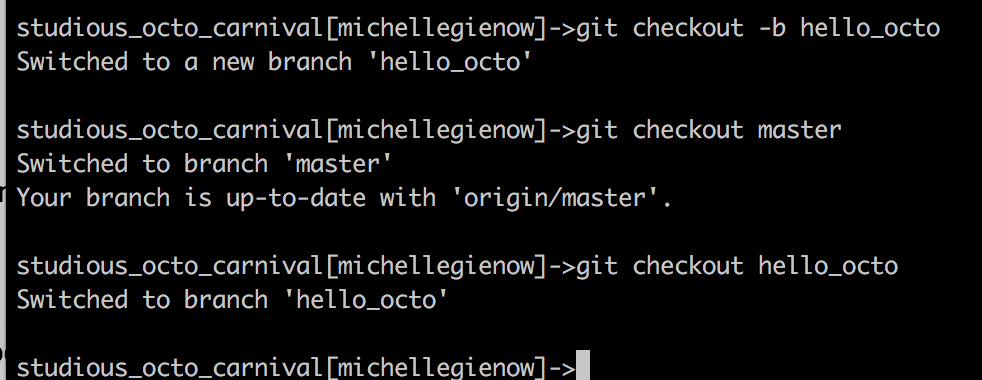 studious_octo_carnival[michellegienow]->git checkout -b hello_octo
Switched to a new branch 'hello_octo'
studious_octo_carnival[michellegienow]->git checkout master
Switched to branch 'master'
Your branch is up-to-date with 'origin/master'.
studious_octo_carnival[michellegienow]->git checkout hello_octo
Switched to branch 'hello_octo'
studious_octo_carnival[michellegienow]->